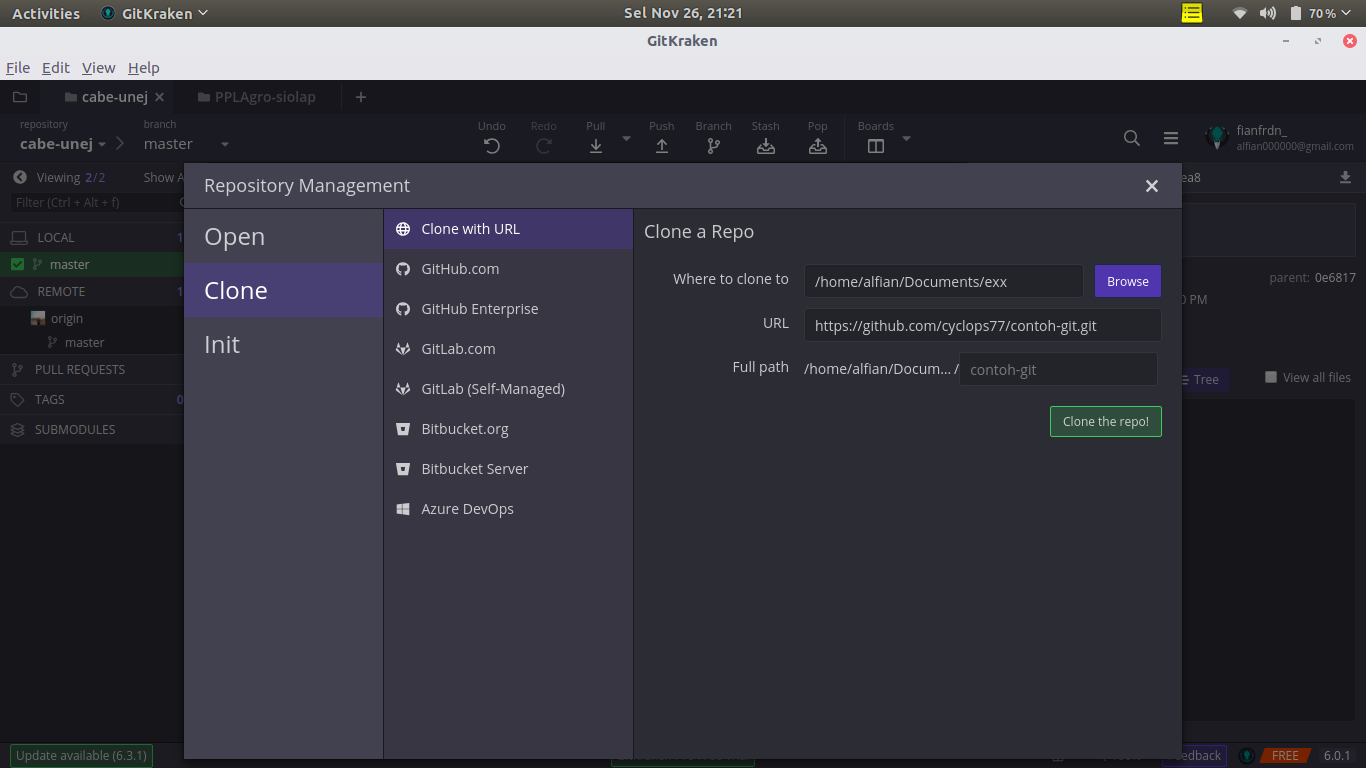 Activities GitKraken Sel Nov 26, 21:21 70 %
GitKraken
File Edit View Help
cabe-unej PPLAgro-siolap
repository branch Undo Redo Pull Push Branch Stash Pop Boards
cabe-unej master
fianfrdn_
alfian000000@gmail.com
Viewing 2/2 Show A
ea8
Filter (Ctrl + Alt + f)
LOCAL 1
master
REMOTE 1
origin
master
PULL REQUESTS
TAGS 0
SUBMODULES
Repository Management
Open
Clone
Init
Clone with URL
GitHub.com
GitHub Enterprise
GitLab.com
GitLab (Self-Managed)
Bitbucket.org
Bitbucket Server
Azure DevOps
Clone a Repo
Where to clone to /home/alfian/Documents/exx Browse
URL https://github.com/cyclops77/contoh-git.git
Full path /home/alfian/Docum... / contoh-git
Clone the repo!
parent: 0e6817
0 PM
Tree View all files
Update available (6.3.1) Feedback FREE 6.0.1